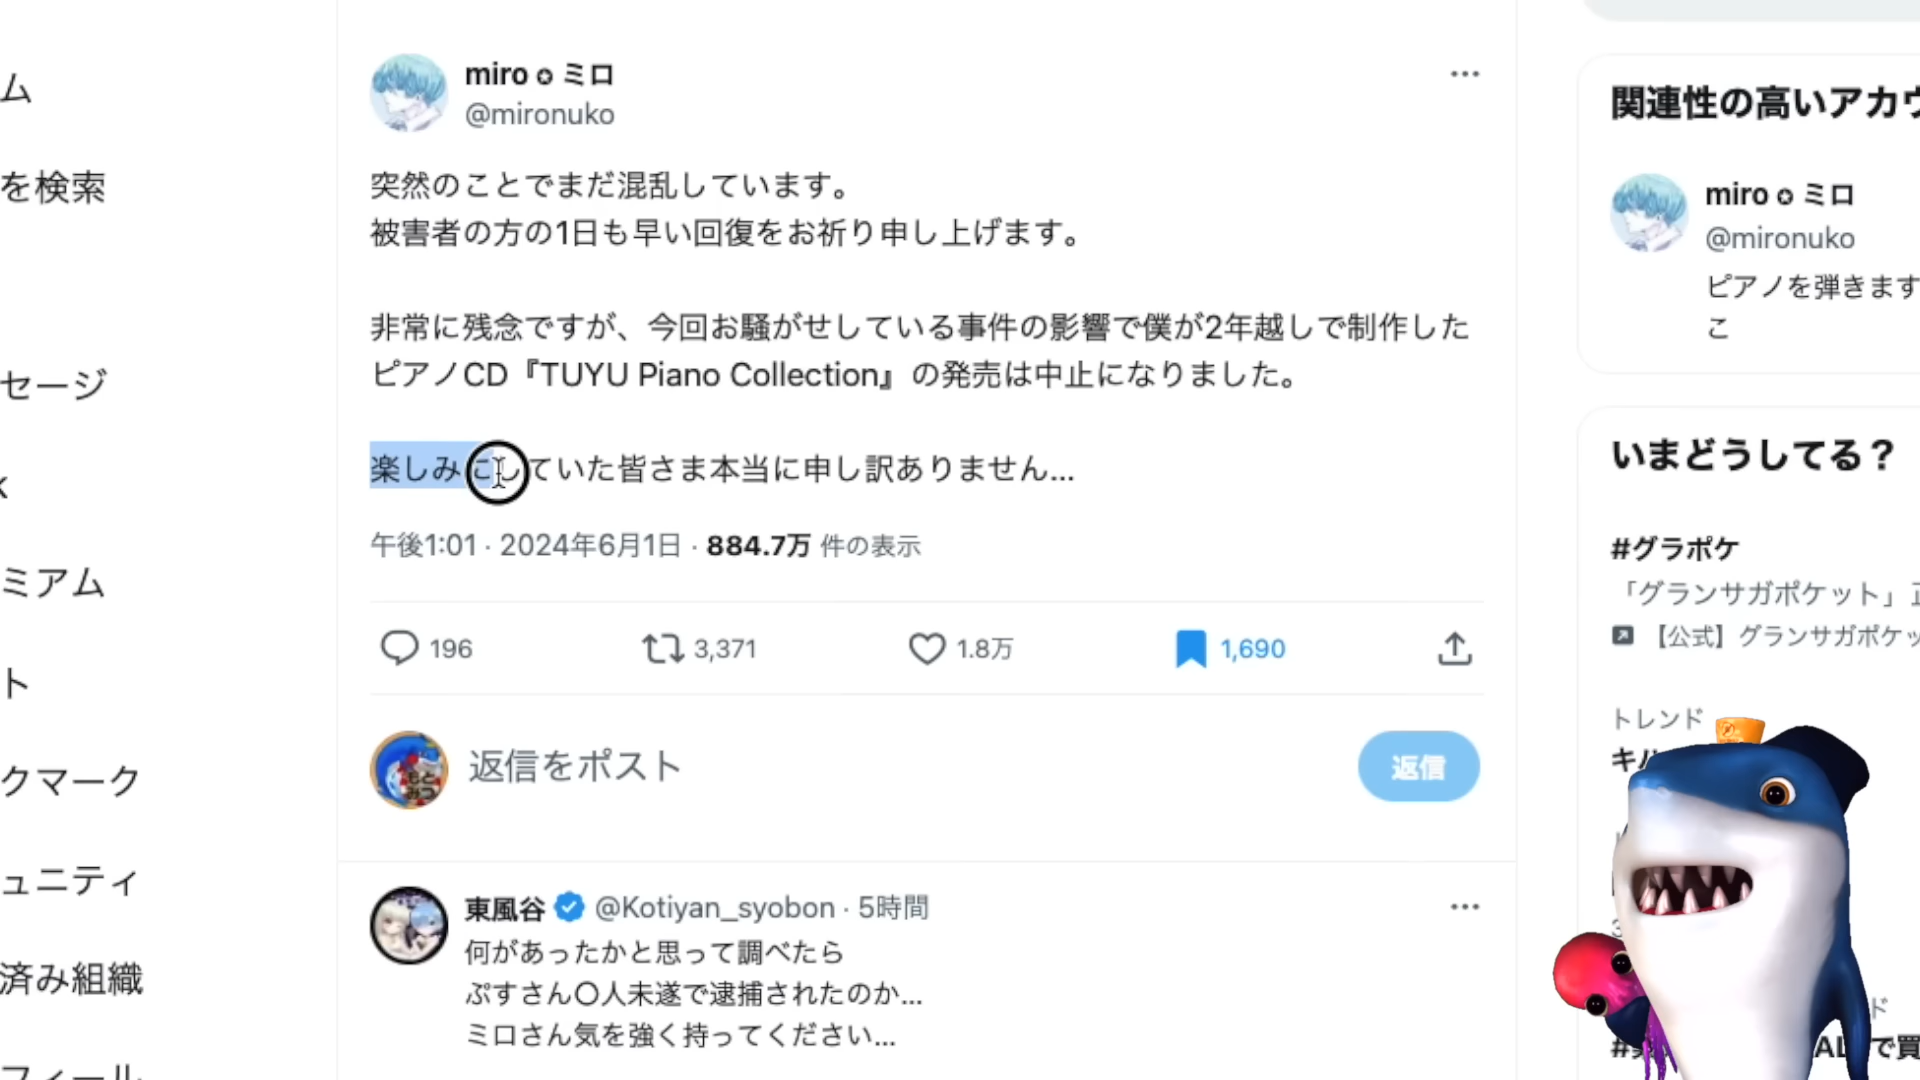 ム
を検索
セージ
ミアム
ト
クマーク
ュニティ
済み組織
フィール
miro ✪ ミロ
@mironuko
突然のことでまだ混乱しています。
被害者の方の1日も早い回復をお祈り申し上げます。
非常に残念ですが、今回お騒がせしている事件の影響で僕が2年越しで制作した
ピアノCD『TUYU Piano Collection』の発売は中止になりました。
楽しみにしていた皆さま本当に申し訳ありません...
午後1:01 · 2024年6月1日 · 884.7万 件の表示
196 3,371 1.8万 1,690
もと
みつ
返信をポスト
返信
東風谷 @Kotiyan_syobon · 5時間
何があったかと思って調べたら
ぷすさん〇人未遂で逮捕されたのか...
ミロさん気を強く持ってください...
関連性の高いアカウ
miro ✪ ミロ
@mironuko
ピアノを弾きます
こ
いまどうしてる？
#グラポケ
「グランサガポケット」正
【公式】グランサガポケッ
トレンド
キル
ド
で買